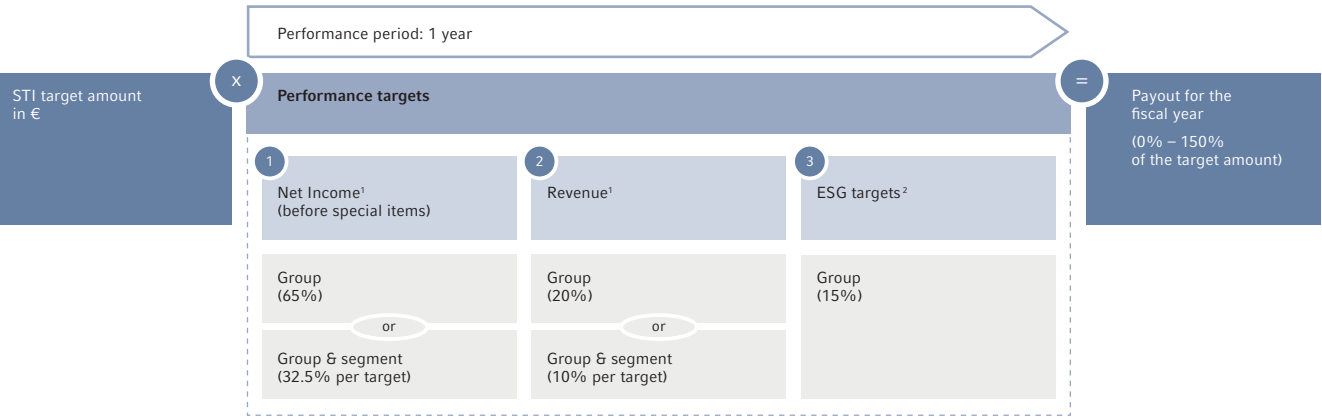 Performance period: 1 year
STI target amount
in €
x
Performance targets
=
Payout for the
fiscal year
(0% – 150%
of the target amount)
1
Net Income¹
(before special items)
2
Revenue¹
3
ESG targets²
Group
(65%)
or
Group & segment
(32.5% per target)
Group
(20%)
or
Group & segment
(10% per target)
Group
(15%)